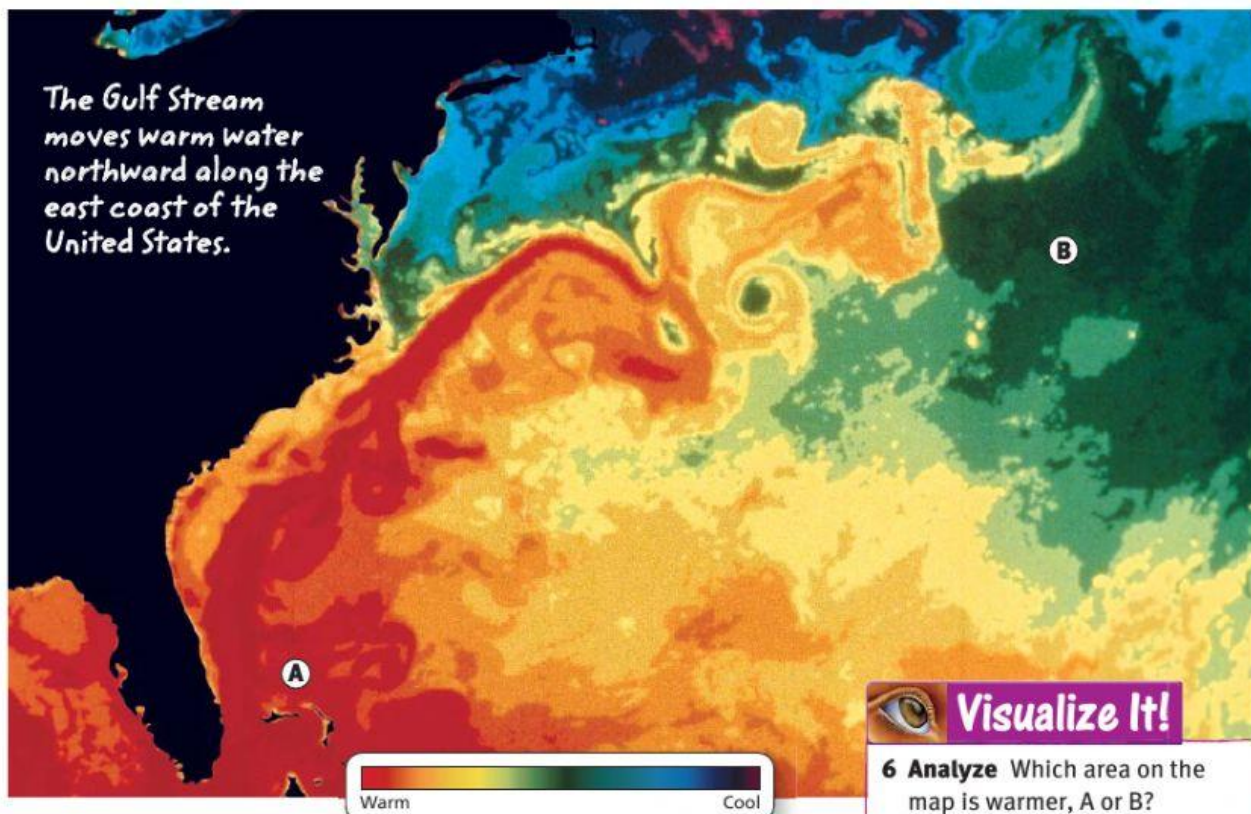 The Gulf Stream
moves warm water
northward along the
east coast of the
United States.
B
A
Warm
Cool
Visualize It!
6 Analyze Which area on the
map is warmer, A or B?